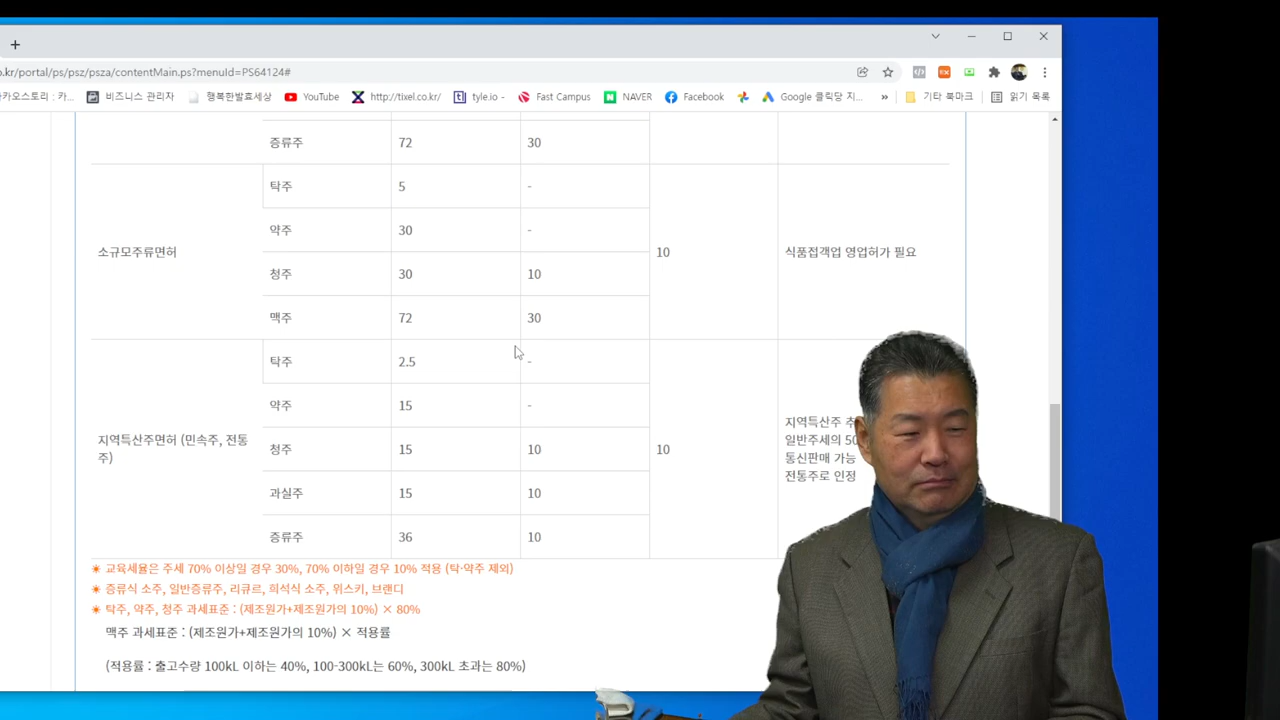 o.kr/portal/ps/psz/psza/contentMain.ps?menuId=PS64124#
카오스토리 : 카... 비즈니스 관리자 행복한발효세상 YouTube http://tixel.co.kr/ tyle.io - Fast Campus NAVER Facebook Google 클릭당 지... » 기타 북마크 읽기 목록
증류주 72 30
소규모주류면허
탁주 5 -
약주 30 -
청주 30 10
맥주 72 30
10
식품접객업 영업허가 필요
지역특산주면허 (민속주, 전통
주)
탁주 2.5 -
약주 15 -
청주 15 10
과실주 15 10
증류주 36 10
10
지역특산주 추
일반주세의 50
통신판매 가능
전통주로 인정
✷ 교육세율은 주세 70% 이상일 경우 30%, 70% 이하일 경우 10% 적용 (탁·약주 제외)
✷ 증류식 소주, 일반증류주, 리큐르, 희석식 소주, 위스키, 브랜디
✷ 탁주, 약주, 청주 과세표준 : (제조원가+제조원가의 10%) × 80%
맥주 과세표준 : (제조원가+제조원가의 10%) × 적용률
(적용률 : 출고수량 100kL 이하는 40%, 100-300kL는 60%, 300kL 초과는 80%)